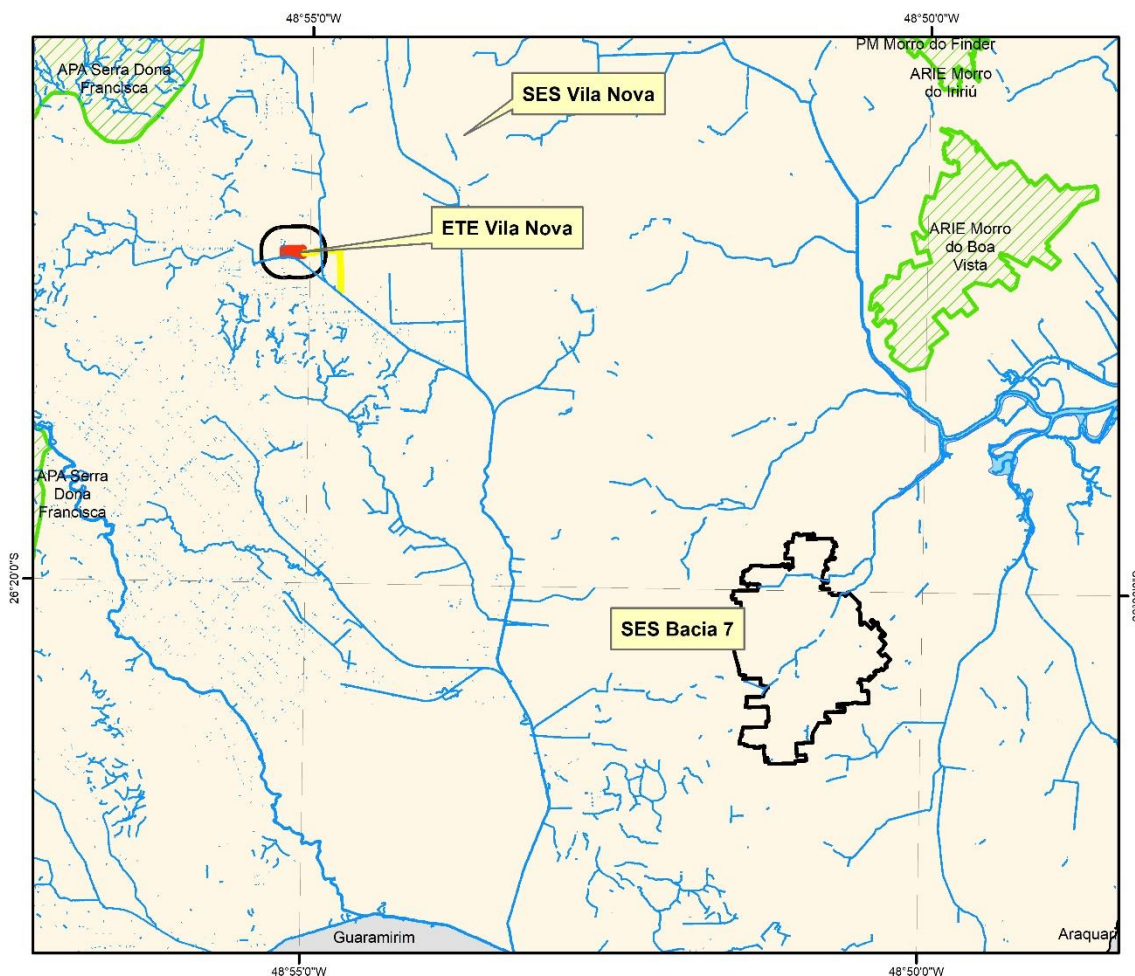 48°55'0"W
48°50'0"W
PM Morro do Finder
APA Serra Dona
Francisca
ARIE Morro
do Iririú
SES Vila Nova
ETE Vila Nova
ARIE Morro
do Boa
Vista
APA Serra
Dona
Francisca
26°20'0"S
SES Bacia 7
Guaramirim
Araquari
48°55'0"W
48°50'0"W